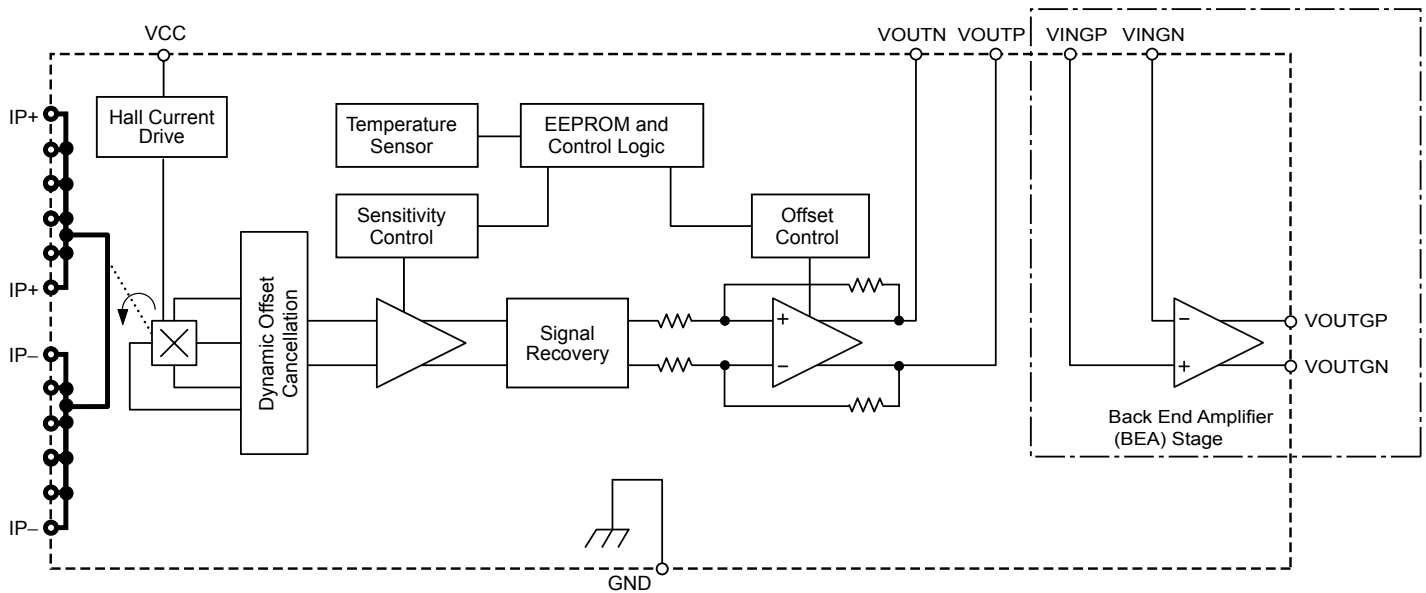 VCC
VOUTN
VOUTP
VINGP
VINGN
IP+
Hall Current
Drive
Temperature
Sensor
EEPROM and
Control Logic
Sensitivity
Control
Offset
Control
IP+
Dynamic Offset
Cancellation
Signal
Recovery
+
−
−
+
VOUTGP
VOUTGN
IP−
Back End Amplifier
(BEA) Stage
IP−
GND